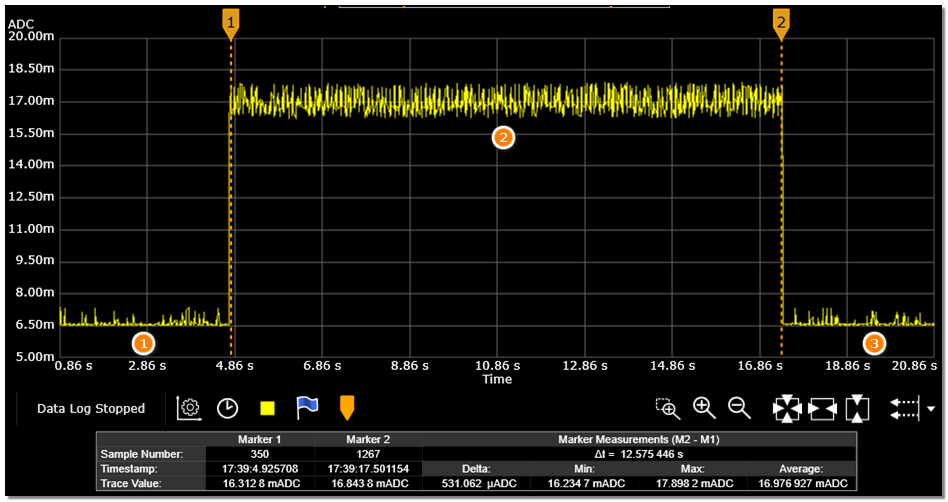 1
2
ADC
20.00m
18.50m
17.00m
15.50m
2
14.00m
12.50m
11.00m
9.50m
8.00m
6.50m
1
3
5.00m
0.86 s 2.86 s 4.86 s 6.86 s 8.86 s 10.86 s 12.86 s 14.86 s 16.86 s 18.86 s 20.86 s
Time
Data Log Stopped
Marker 1 Marker 2 Marker Measurements (M2 - M1)
Sample Number: 350 1267 Δt = 12.575 446 s
Timestamp: 17:39:4.925708 17:39:17.501154 Delta: Min: Max: Average:
Trace Value: 16.312 8 mADC 16.843 8 mADC 531.062 µADC 16.234 7 mADC 17.898 2 mADC 16.976 927 mADC